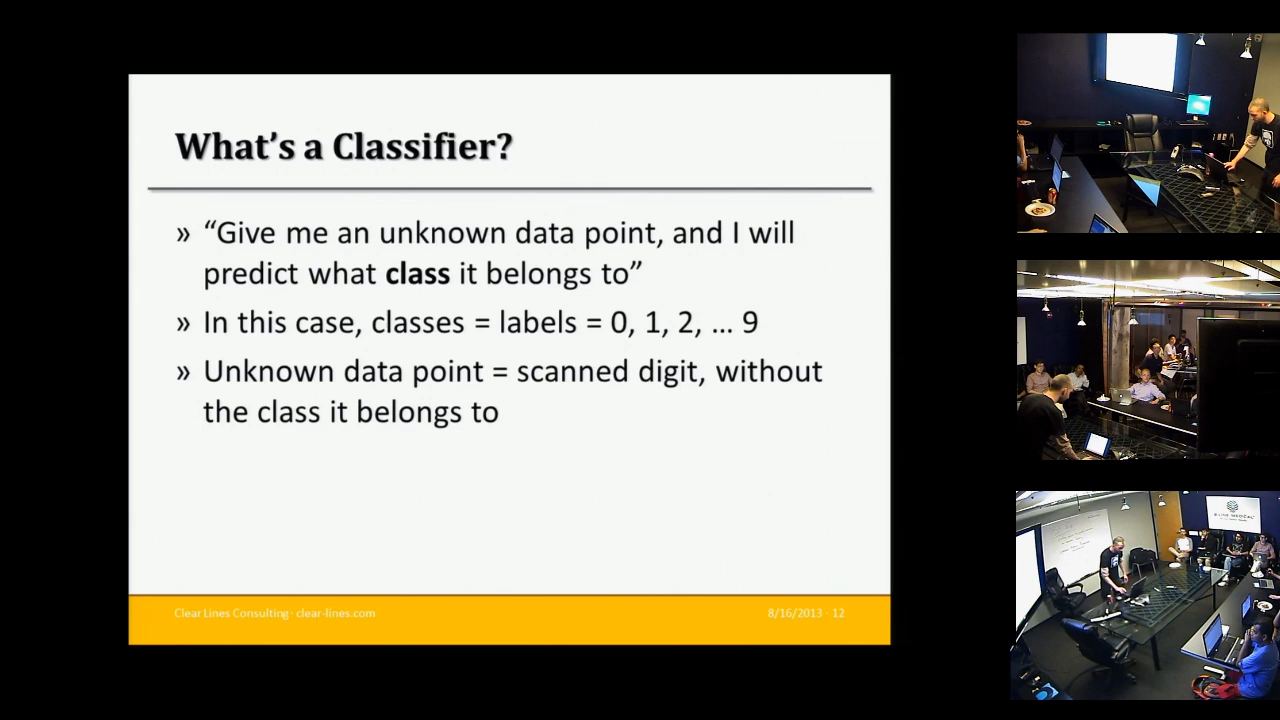 What's a Classifier?
» “Give me an unknown data point, and I will
predict what class it belongs to”
» In this case, classes = labels = 0, 1, 2, ... 9
» Unknown data point = scanned digit, without
the class it belongs to
Clear Lines Consulting · clear-lines.com
8/16/2013 · 12